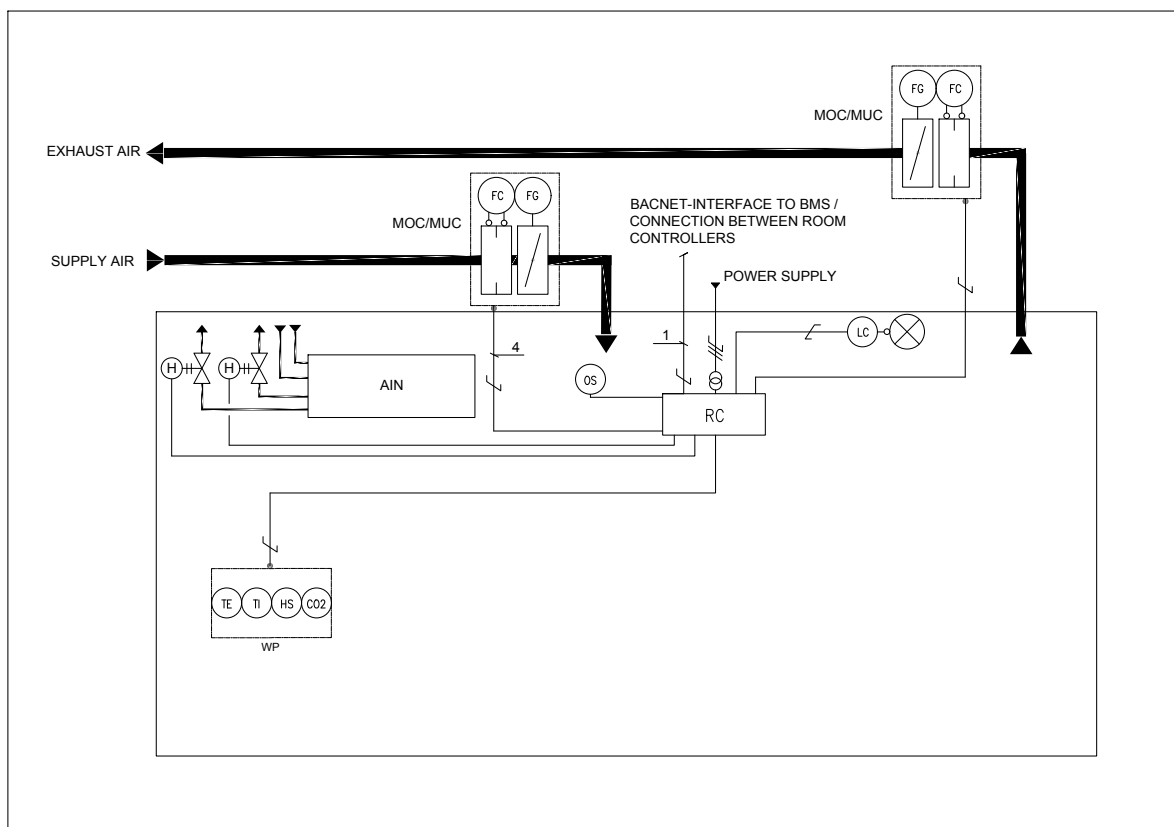 FG FC
MOC/MUC
EXHAUST AIR
FC FG
MOC/MUC
BACNET-INTERFACE TO BMS /
CONNECTION BETWEEN ROOM
CONTROLLERS
SUPPLY AIR
POWER SUPPLY
LC
4
1
H H
AIN
OS
RC
TE TI HS CO2
WP